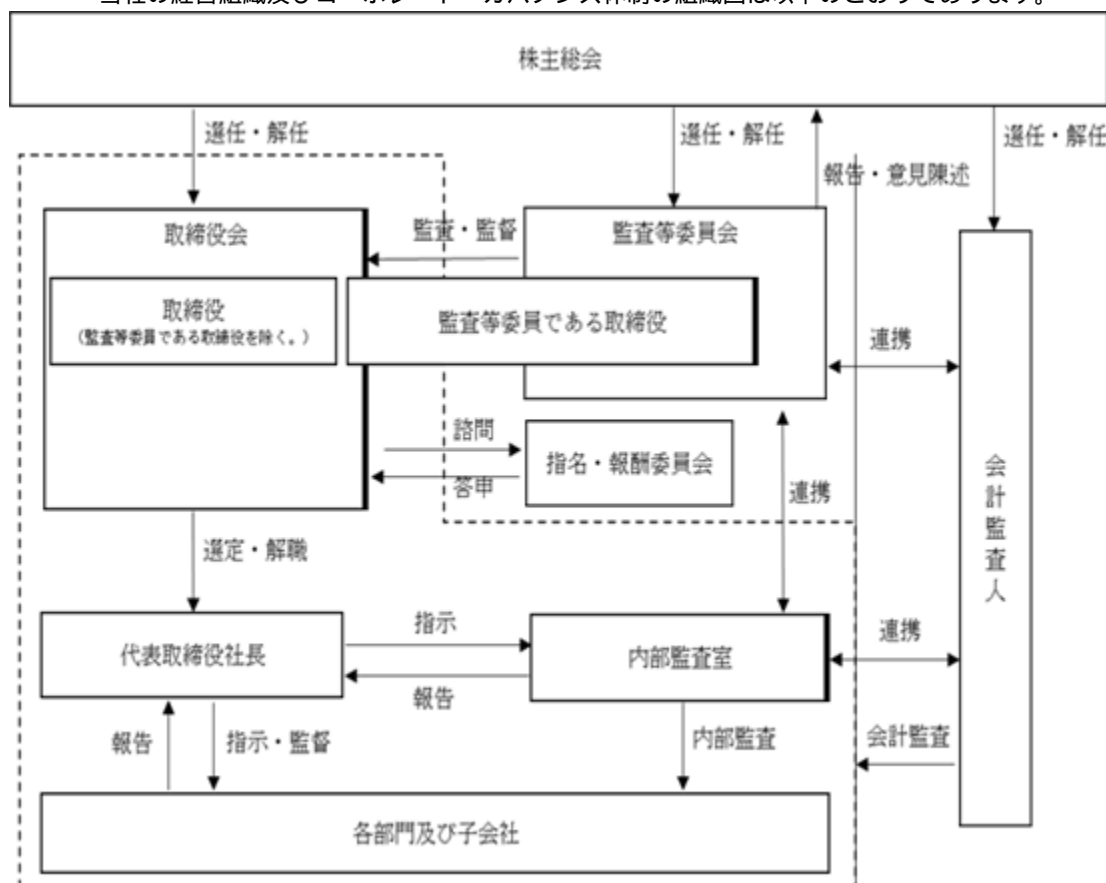 当社の経営組織及びコーポレート・ガバナンス体制の組織図は以下のとおりであります。
株主総会
選任・解任
選任・解任
選任・解任
報告・意見陳述
取締役会
監査・監督
監査等委員会
取締役
(監査等委員である取締役を除く。)
監査等委員である取締役
連携
諮問
指名・報酬委員会
答申
連携
会計監査人
選定・解職
代表取締役社長
指示
報告
内部監査室
連携
報告
指示・監督
内部監査
会計監査
各部門及び子会社